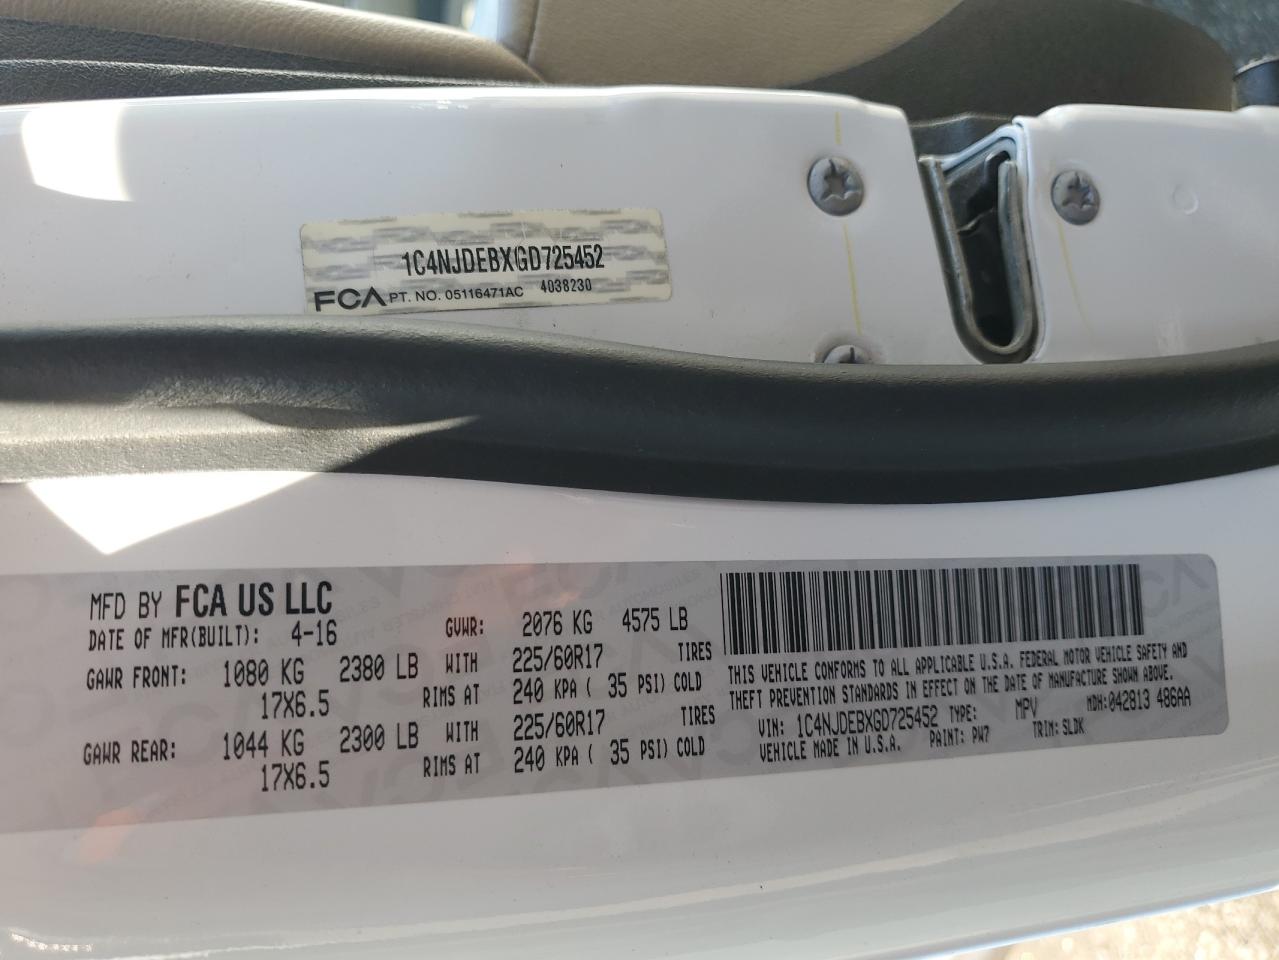 1C4NJDEBXGD725452
FCA PT. NO. 05116471AC 4038230
MFD BY FCA US LLC
DATE OF MFR(BUILT): 4-16 GVWR: 2076 KG 4575 LB
GAWR FRONT: 1080 KG 2380 LB WITH 225/60R17 TIRES
17X6.5 RIMS AT 240 KPA ( 35 PSI) COLD
GAWR REAR: 1044 KG 2300 LB WITH 225/60R17 TIRES
17X6.5 RIMS AT 240 KPA ( 35 PSI) COLD
THIS VEHICLE CONFORMS TO ALL APPLICABLE U.S.A. FEDERAL MOTOR VEHICLE SAFETY AND
THEFT PREVENTION STANDARDS IN EFFECT ON THE DATE OF MANUFACTURE SHOWN ABOVE.
VIN: 1C4NJDEBXGD725452 TYPE: MPV MDH: 042813 486AA
VEHICLE MADE IN U.S.A. PAINT: PW7 TRIM: SLDK